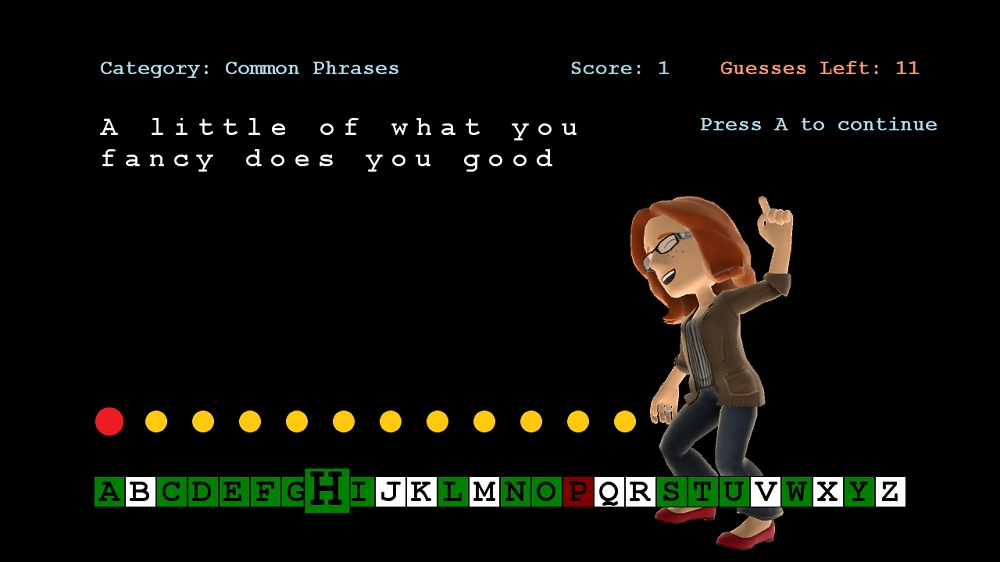 Category: Common Phrases Score: 1 Guesses Left: 11
A little of what you
fancy does you good
Press A to continue
ABCDEFGHIJKLMNOPQRSTUVWXYZ